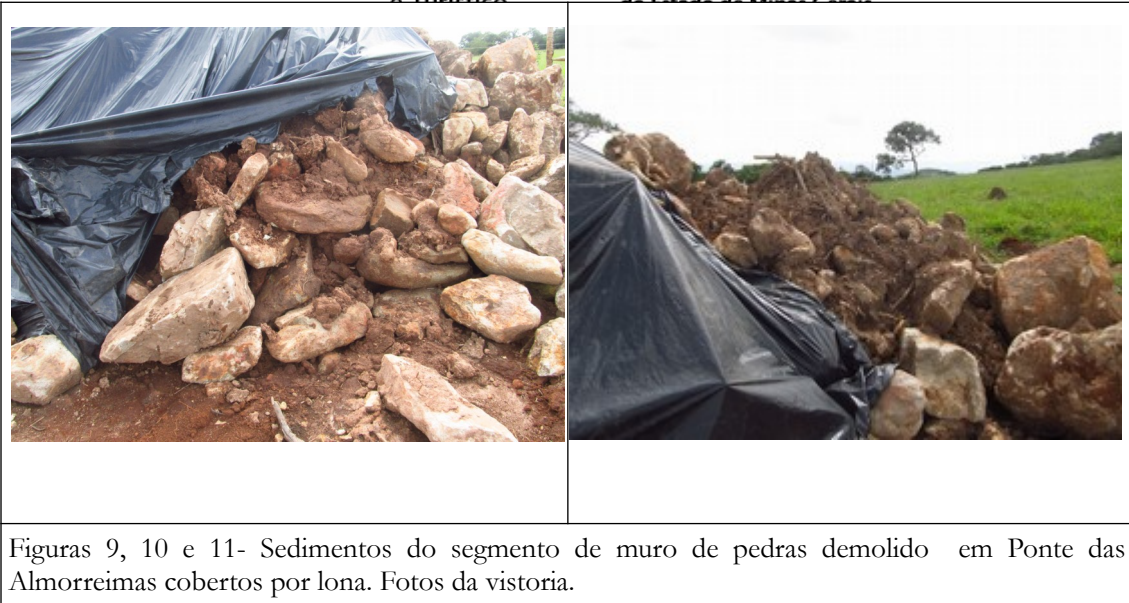 Figuras 9, 10 e 11- Sedimentos do segmento de muro de pedras demolido em Ponte das
Almorreimas cobertos por lona. Fotos da vistoria.